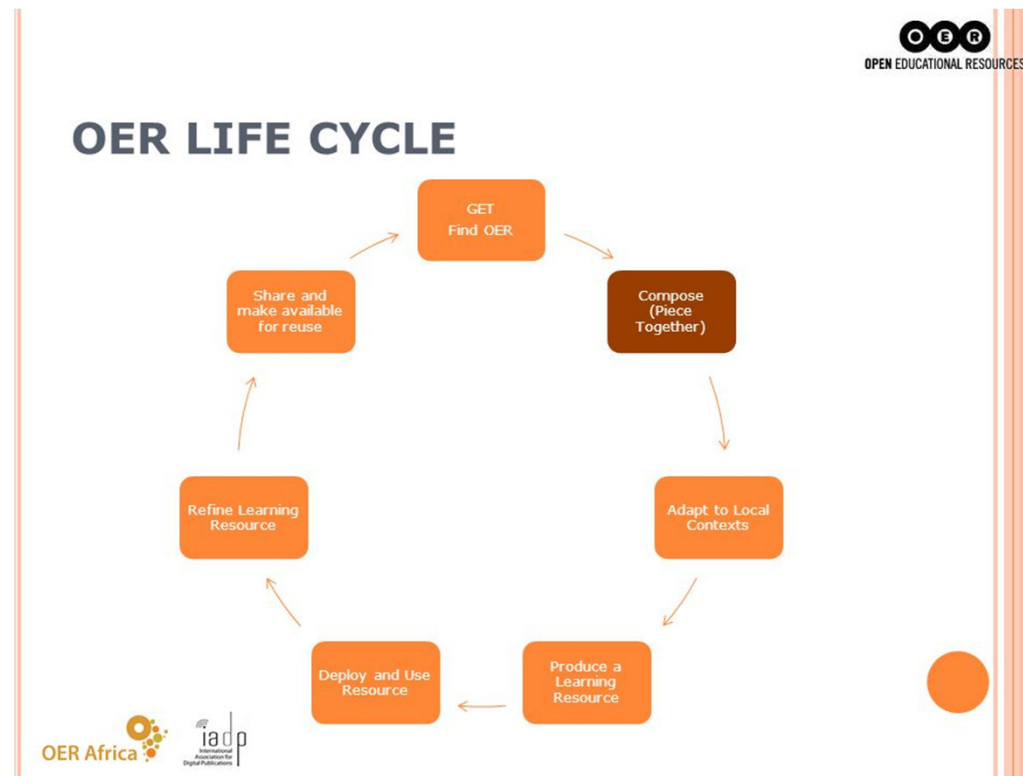 OER
OPEN EDUCATIONAL RESOURCES
OER LIFE CYCLE
GET
Find OER
Compose
(Piece
Together)
Adapt to Local
Contexts
Produce a
Learning
Resource
Deploy and Use
Resource
Refine Learning
Resource
Share and
make available
for reuse
OER Africa
iadp
International
Association for
Digital Publications